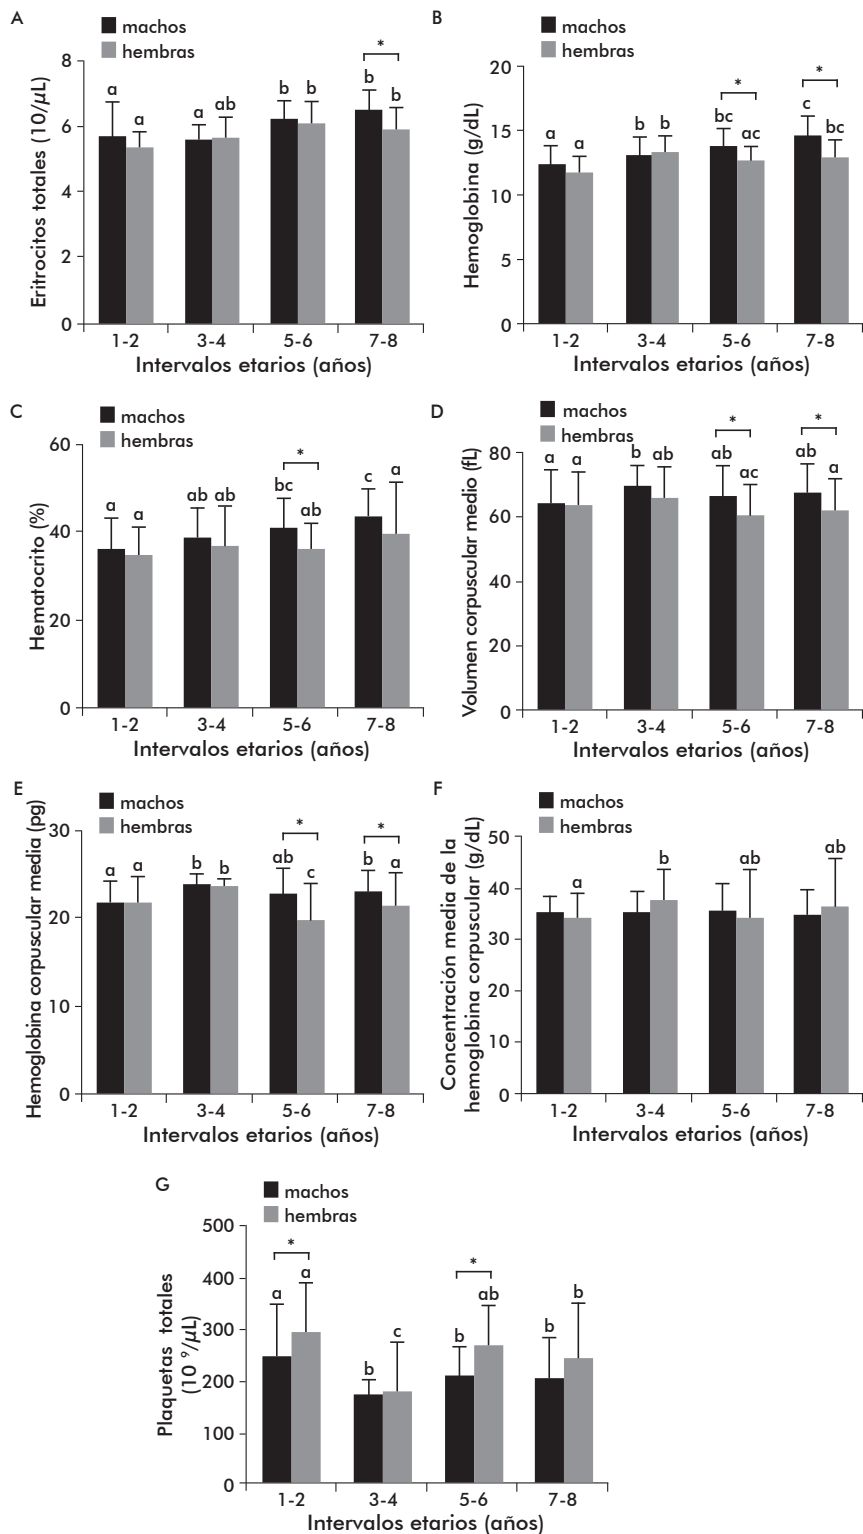 A
machos
hembras
Eritrocitos totales (10/µL)
8
6
4
2
0
a
a
a
ab
b
b
*
b
b
1-2
3-4
5-6
7-8
Intervalos etarios (años)
B
machos
hembras
Hemoglobina (g/dL)
20
15
10
5
0
a
a
b
b
*
bc
ac
*
c
bc
1-2
3-4
5-6
7-8
Intervalos etarios (años)
C
machos
hembras
Hematocrito (%)
60
40
20
0
a
a
ab
ab
*
bc
ab
c
a
1-2
3-4
5-6
7-8
Intervalos etarios (años)
D
machos
hembras
Volumen corpuscular medio (fL)
80
60
40
20
0
a
a
b
ab
*
ab
ac
*
ab
a
1-2
3-4
5-6
7-8
Intervalos etarios (años)
E
machos
hembras
Hemoglobina corpuscular media (pg)
30
20
10
0
a
a
b
b
*
ab
c
*
b
a
1-2
3-4
5-6
7-8
Intervalos etarios (años)
F
machos
hembras
Concentración media de la
hemoglobina corpuscular (g/dL)
50
40
30
20
10
0
a
b
ab
ab
1-2
3-4
5-6
7-8
Intervalos etarios (años)
G
machos
hembras
Plaquetas totales
(10 ⁹/µL)
500
400
300
200
100
0
*
a
a
b
c
*
b
ab
b
b
1-2
3-4
5-6
7-8
Intervalos etarios (años)